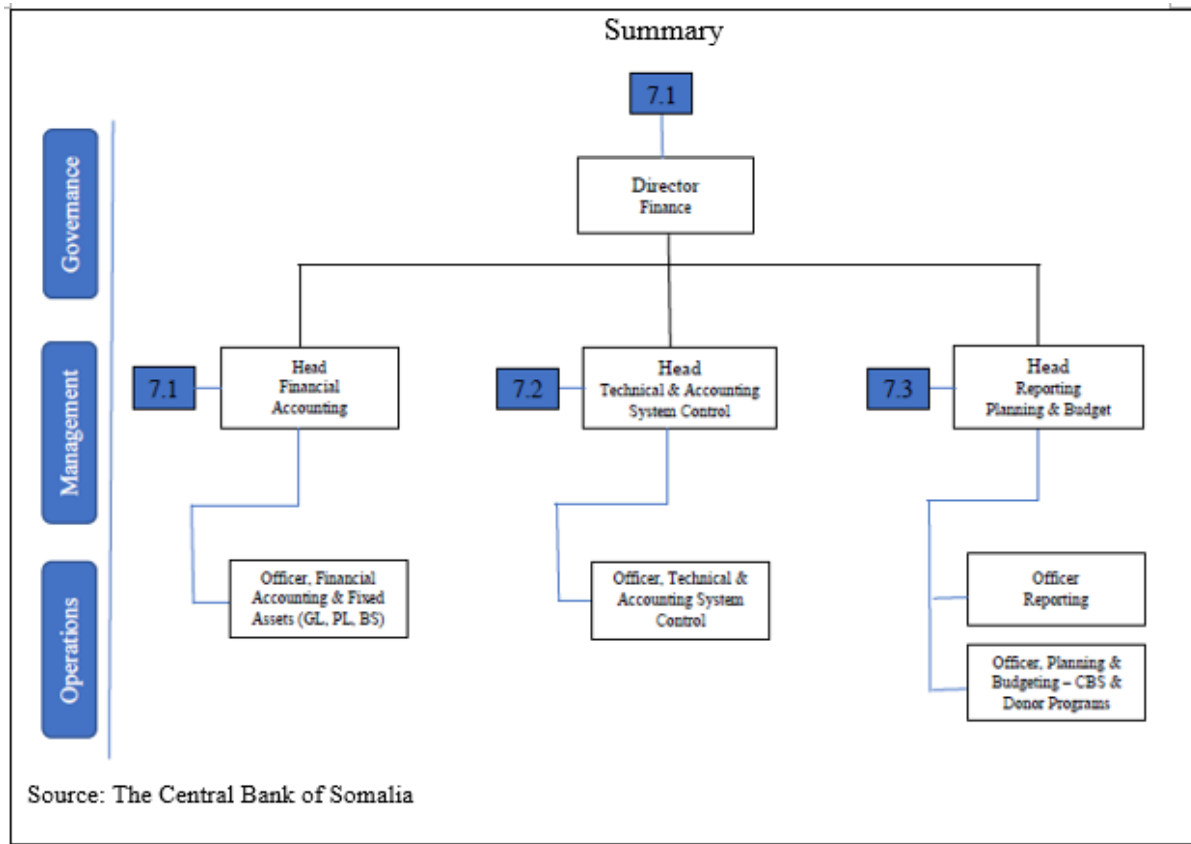 Summary
7.1
Governance
Director
Finance
Management
7.1
Head
Financial
Accounting
7.2
Head
Technical & Accounting
System Control
7.3
Head
Reporting
Planning & Budget
Operations
Officer, Financial
Accounting & Fixed
Assets (GL, PL, BS)
Officer, Technical &
Accounting System
Control
Officer
Reporting
Officer, Planning &
Budgeting – CBS &
Donor Programs
Source: The Central Bank of Somalia